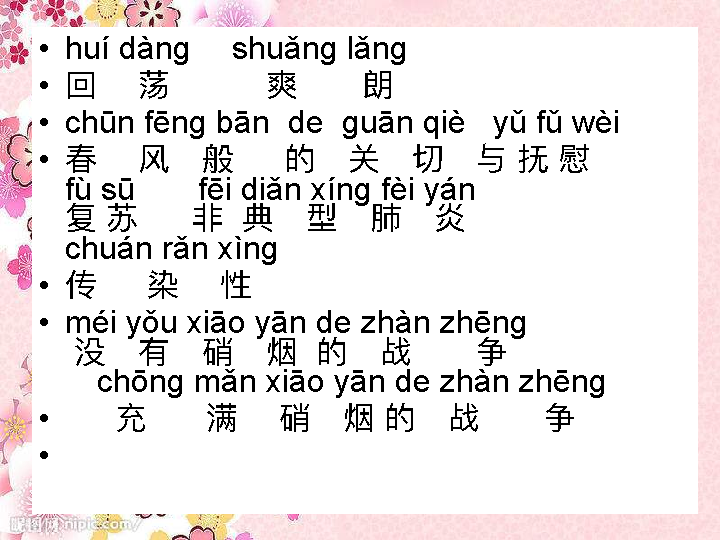 • huí dàng shuǎng lǎng
• 回 荡 爽 朗
• chūn fēng bān de guān qiè yǔ fǔ wèi
• 春 风 般 的 关 切 与 抚 慰
fù sū fēi diǎn xíng fèi yán
复 苏 非 典 型 肺 炎
chuán rǎn xìng
• 传 染 性
• méi yǒu xiāo yān de zhàn zhēng
没 有 硝 烟 的 战 争
chōng mǎn xiāo yān de zhàn zhēng
• 充 满 硝 烟 的 战 争
•
昵图网 nipic.com/